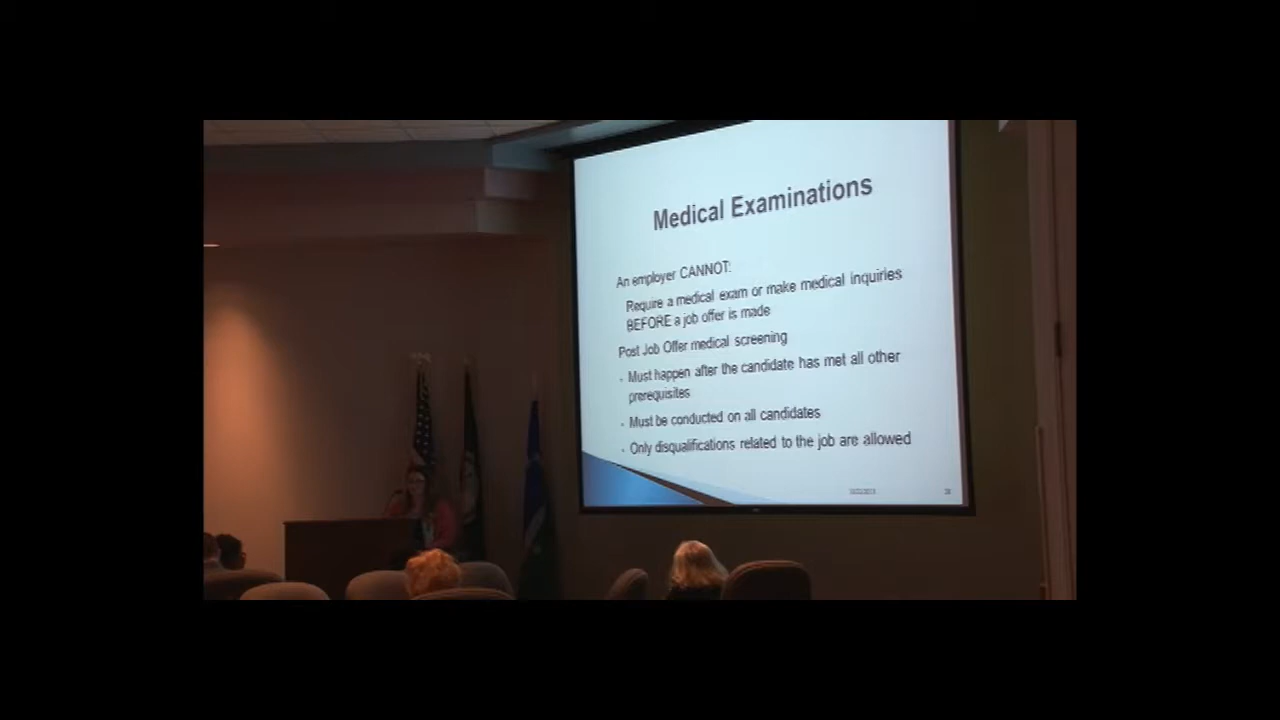 Medical Examinations
An employer CANNOT:
Require a medical exam or make medical inquiries
BEFORE a job offer is made
Post Job Offer medical screening
- Must happen after the candidate has met all other
prerequisites
- Must be conducted on all candidates
- Only disqualifications related to the job are allowed